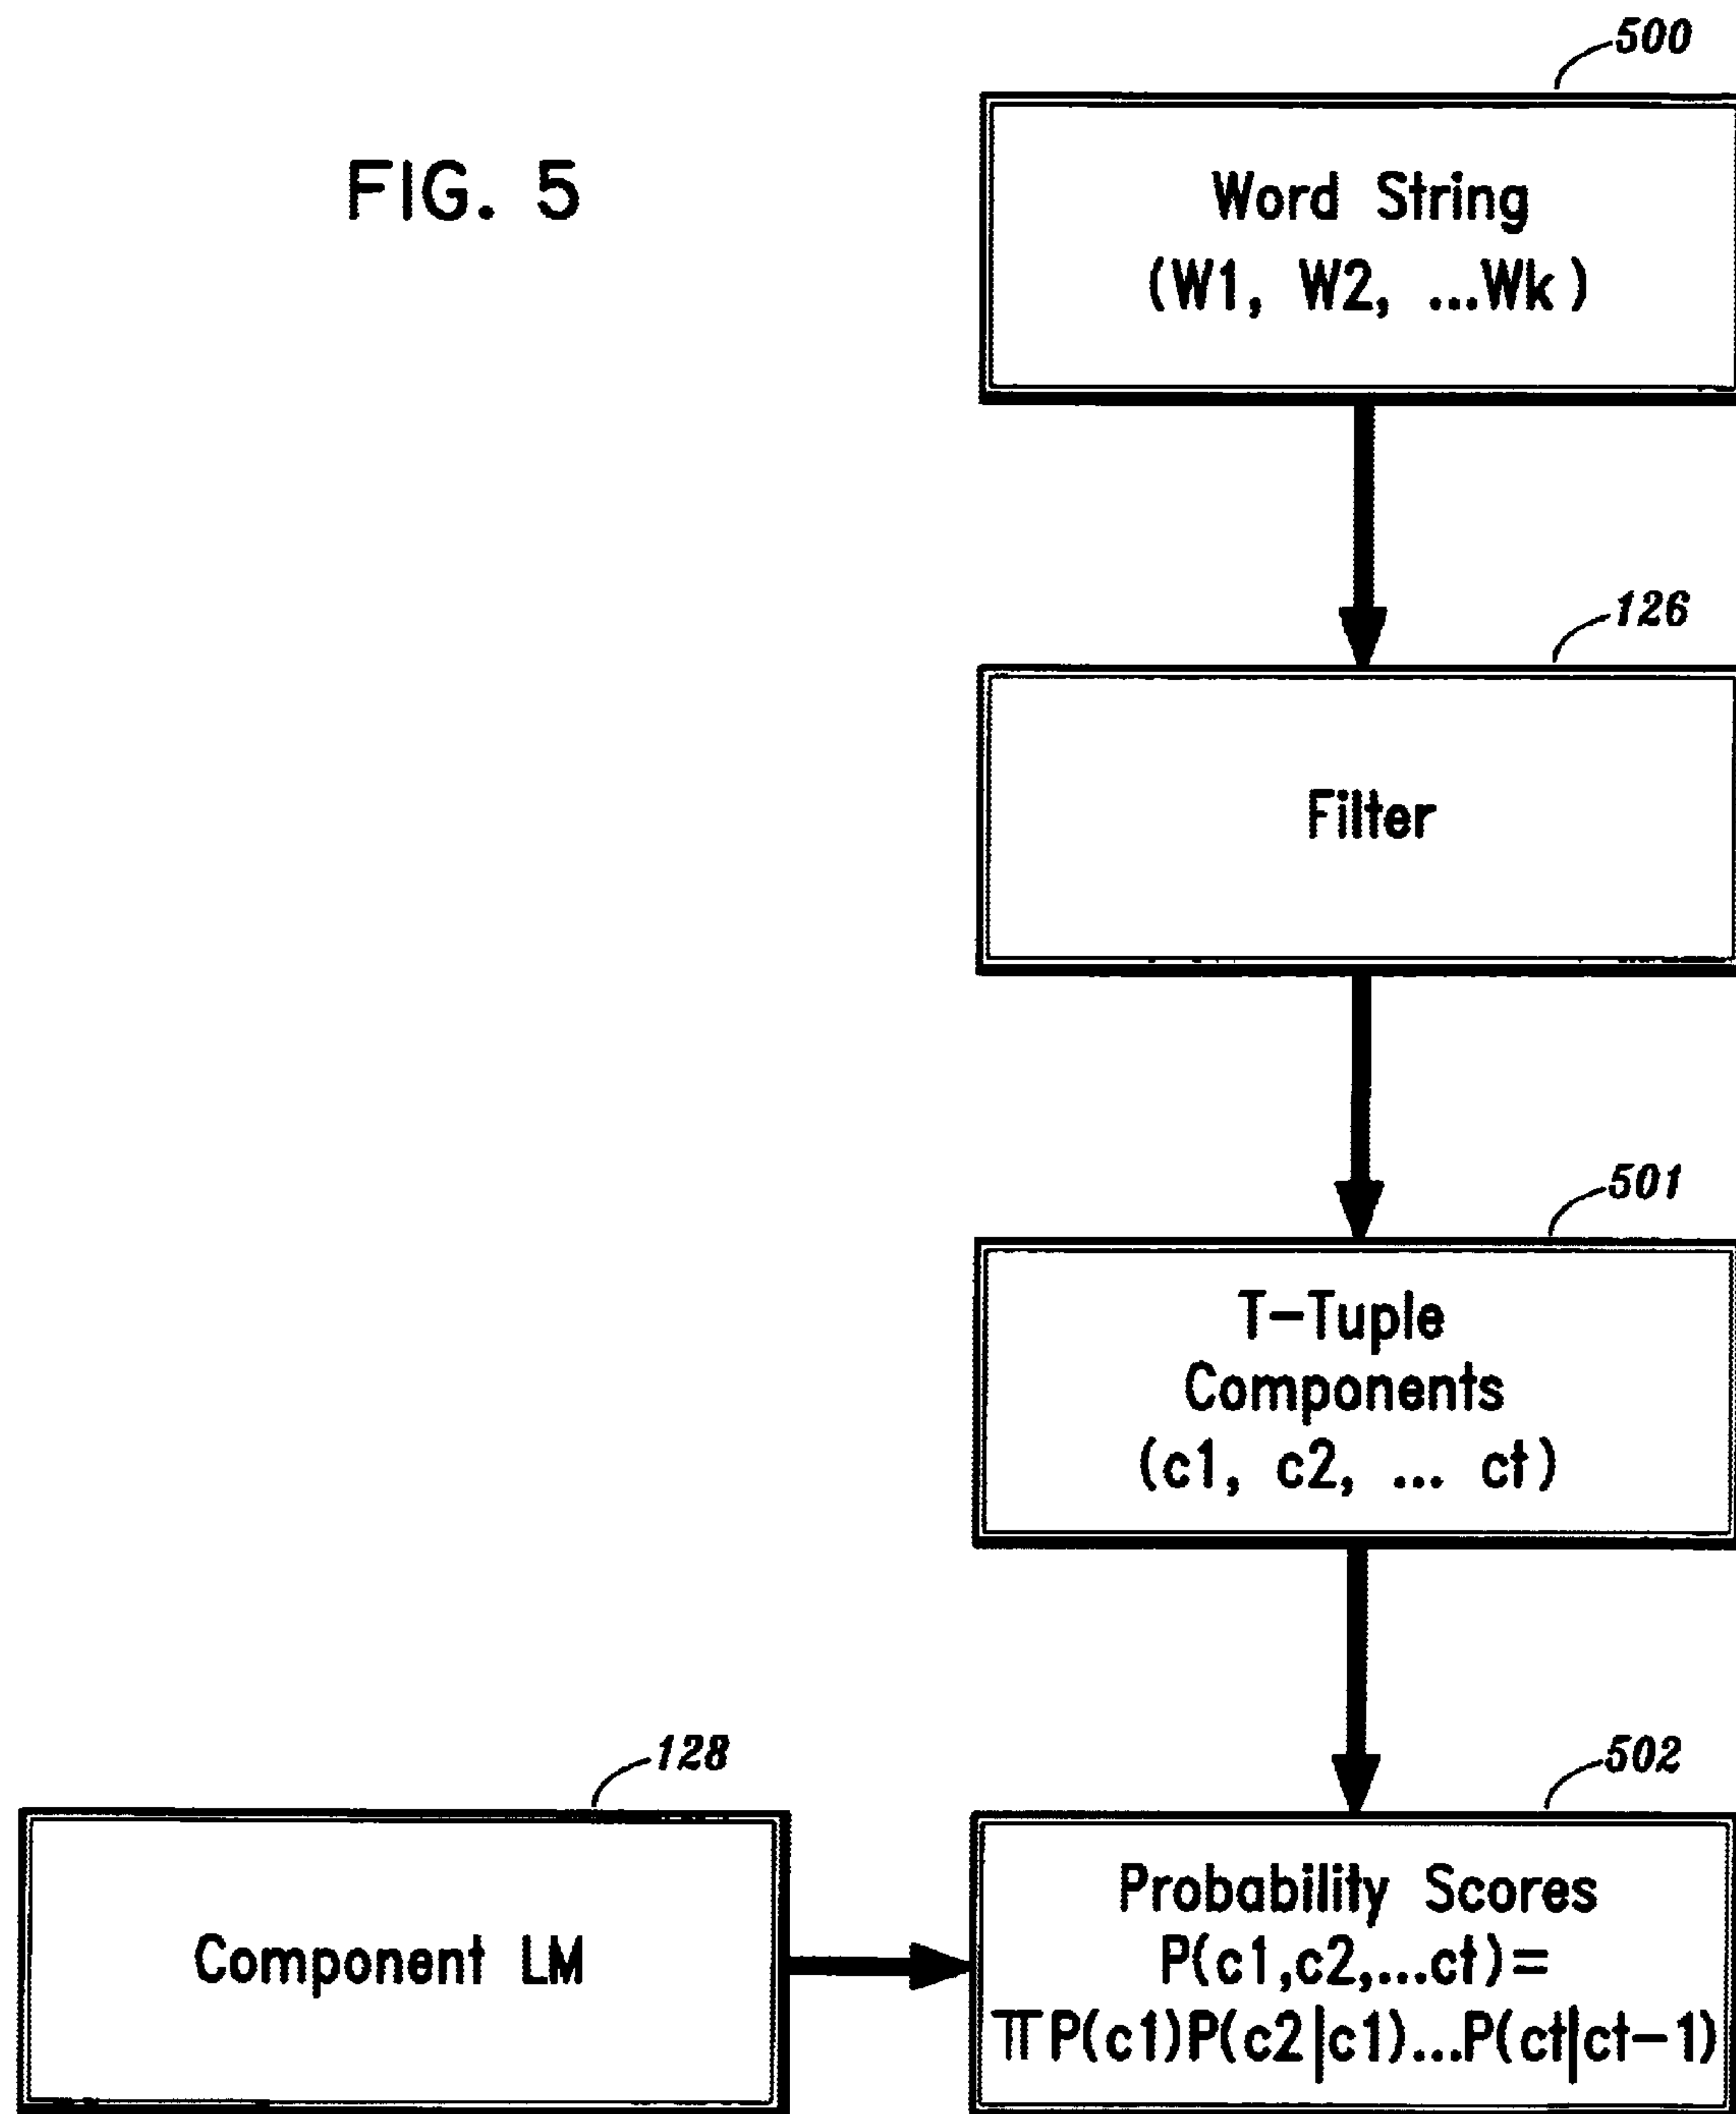 500
FIG. 5
Word String
(W1, W2, ...Wk)
126
Filter
501
T-Tuple
Components
(c1, c2, ... ct)
128
502
Component LM
Probability Scores
P(c1,c2,...ct)=
πP(c1)P(c2|c1)...P(ct|ct-1)